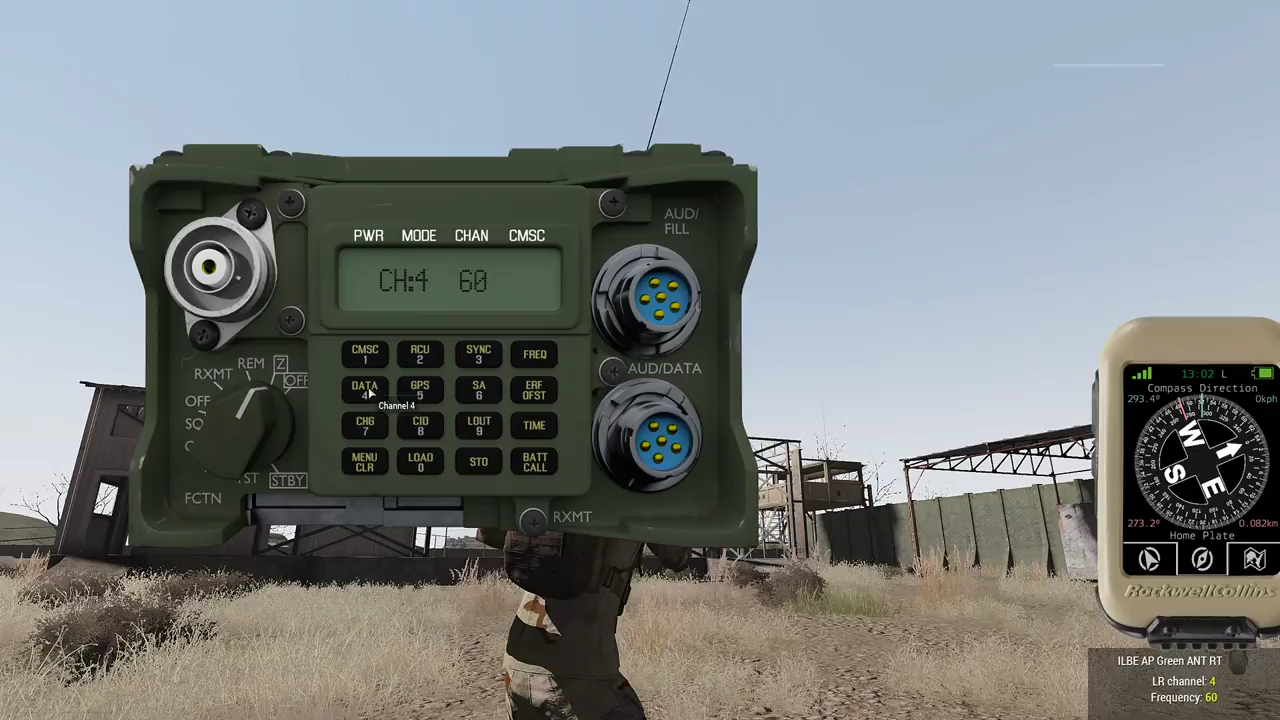 AUD/
FILL
PWR MODE CHAN CMSC
CH:4 60
CMSC
1
RCU
2
SYNC
3
FREQ
DATA
4
GPS
5
SA
6
ERF
OFST
CHG
7
CID
8
LOUT
9
TIME
MENU
CLR
LOAD
0
STO
BATT
CALL
Channel 4
AUD/DATA
RXMT
REM
Z
OFF
RXMT
OFF
STBY
FCTN
13:02 L
Compass Direction
293.4° 0kph
W
S
E
273.2° 0.082km
Home Plate
RockwellCollins
ILBE AP Green ANT RT
LR channel: 4
Frequency: 60